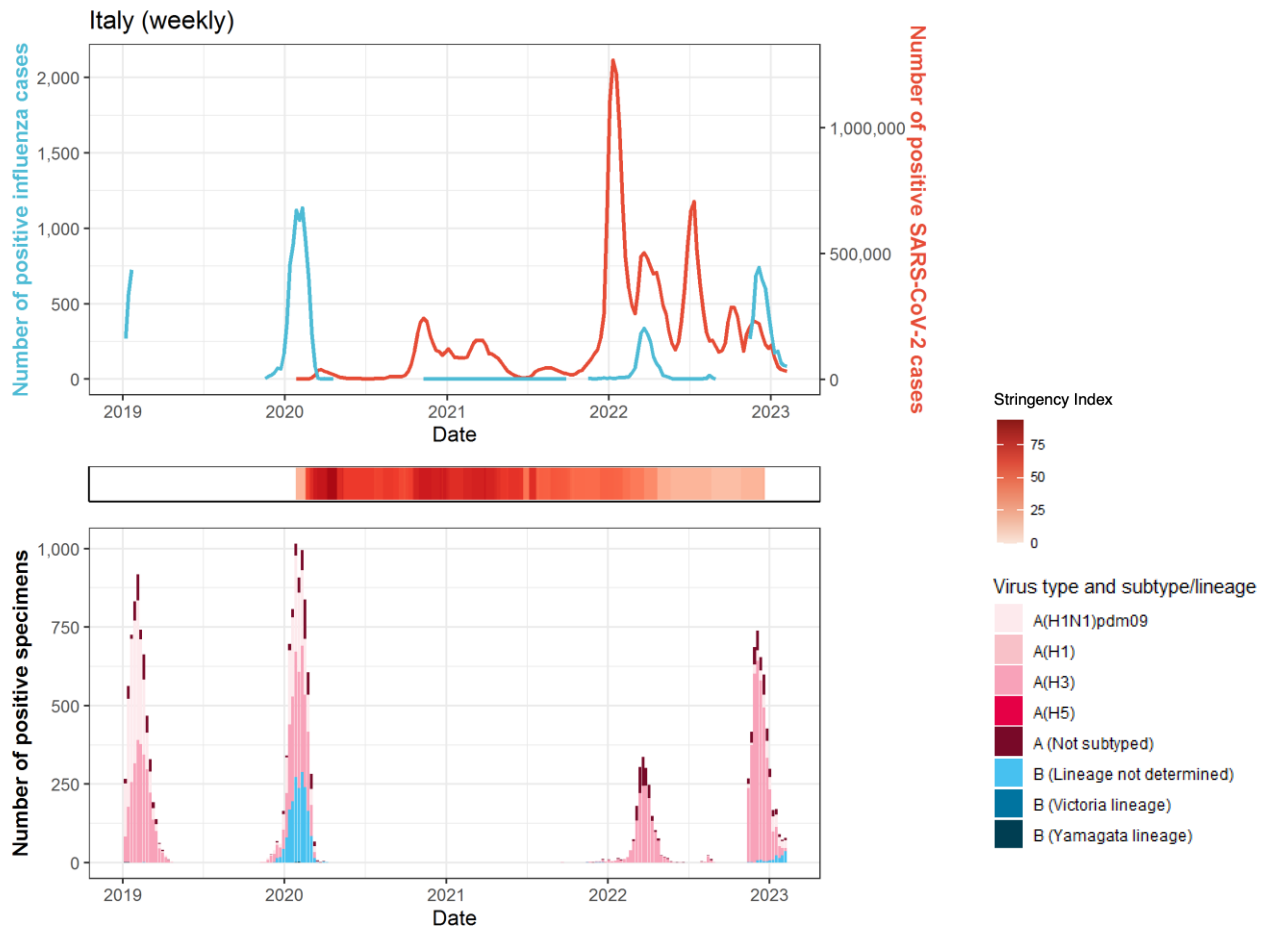 Italy (weekly)
Number of positive influenza cases
2,000
1,500
1,000
500
0
1,000,000
500,000
0
Number of positive SARS-CoV-2 cases
2019 2020 2021 2022 2023
Date
Stringency Index
75
50
25
0
Number of positive specimens
1,000
750
500
250
0
2019 2020 2021 2022 2023
Date
Virus type and subtype/lineage
A(H1N1)pdm09
A(H1)
A(H3)
A(H5)
A (Not subtyped)
B (Lineage not determined)
B (Victoria lineage)
B (Yamagata lineage)